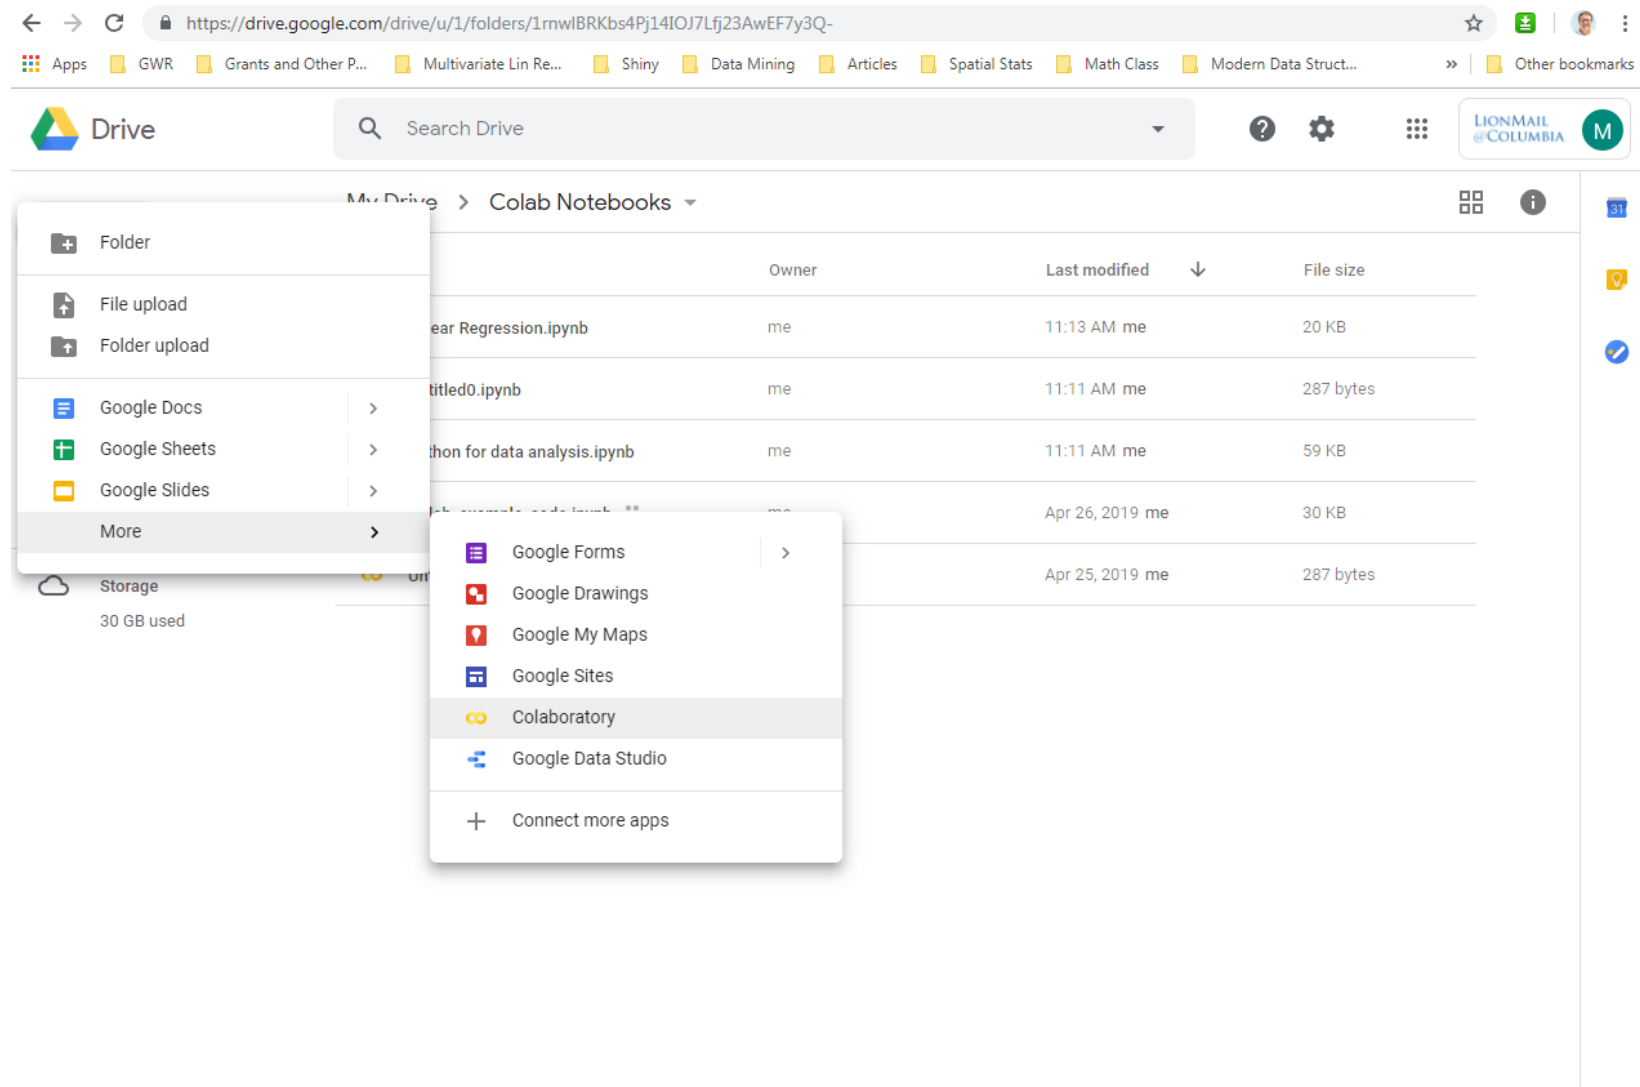 https://drive.google.com/drive/u/1/folders/1rnwlBRKbs4Pj14IOJ7Lfj23AwEF7y3Q-
Apps GWR Grants and Other P... Multivariate Lin Re... Shiny Data Mining Articles Spatial Stats Math Class Modern Data Struct... » Other bookmarks
Drive Search Drive LIONMAIL
@COLUMBIA M
My Drive > Colab Notebooks
31
Folder
File upload
Folder upload
Google Docs
Google Sheets
Google Slides
More
Storage
30 GB used
Owner Last modified File size
ear Regression.ipynb me 11:13 AM me 20 KB
titled0.ipynb me 11:11 AM me 287 bytes
thon for data analysis.ipynb me 11:11 AM me 59 KB
Apr 26, 2019 me 30 KB
Apr 25, 2019 me 287 bytes
Google Forms
Google Drawings
Google My Maps
Google Sites
Colaboratory
Google Data Studio
Connect more apps